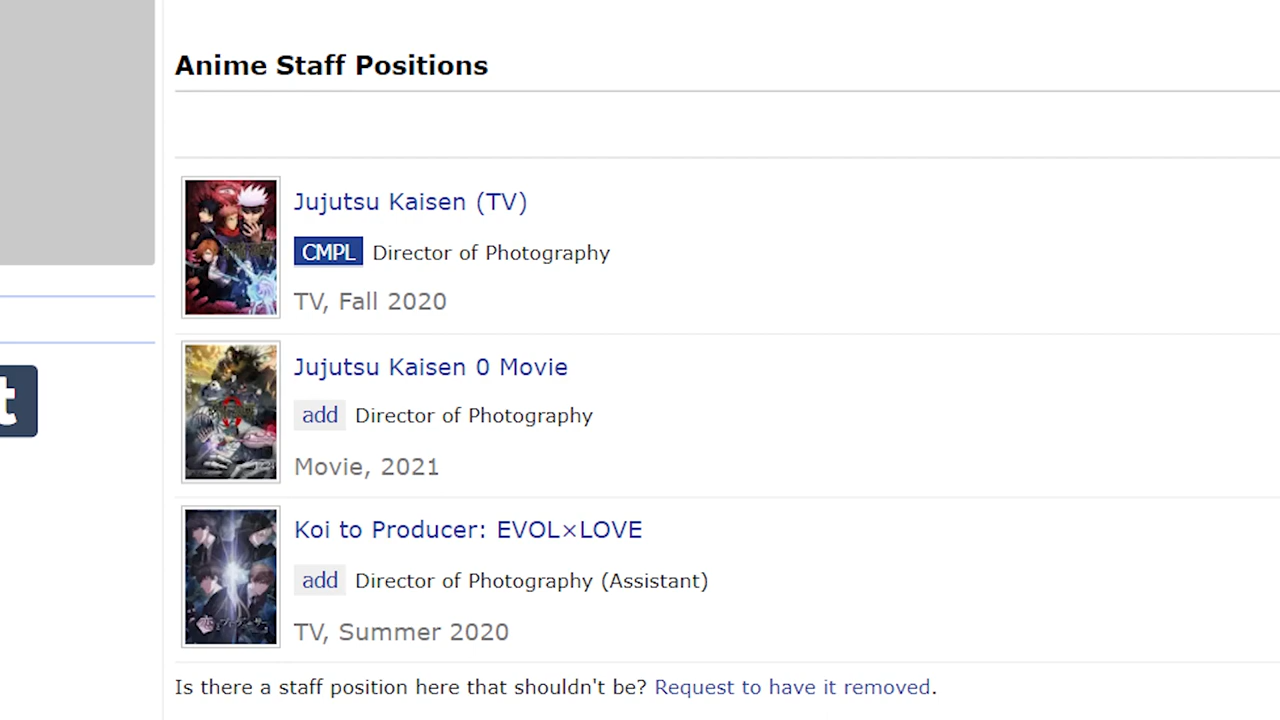 Anime Staff Positions
Jujutsu Kaisen (TV)
CMPL Director of Photography
TV, Fall 2020
Jujutsu Kaisen 0 Movie
add Director of Photography
Movie, 2021
Koi to Producer: EVOL×LOVE
add Director of Photography (Assistant)
TV, Summer 2020
Is there a staff position here that shouldn't be? Request to have it removed.
t